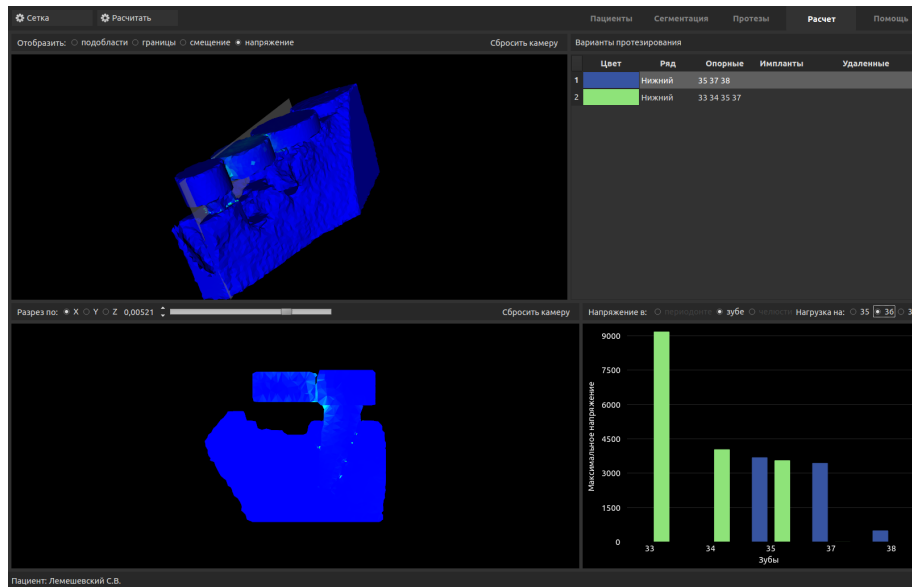 Сетка Расчитать Пациенты Сегментация Протезы Расчет Помощь
Отобразить: подобласти границы смещение напряжение Сбросить камеру Варианты протезирования
Цвет Ряд Опорные Импланты Удаленные
1 Нижний 35 37 38
2 Нижний 33 34 35 37
Разрез по: X Y Z 0,00521 Сбросить камеру Напряжение в: периодонте зубе челюсти Нагрузка на: 35 36 3
9000
7500
6000
4500
3000
1500
0
Максимальное напряжение
33 34 35 37 38
Зубы
Пациент: Лемешевский С.В.